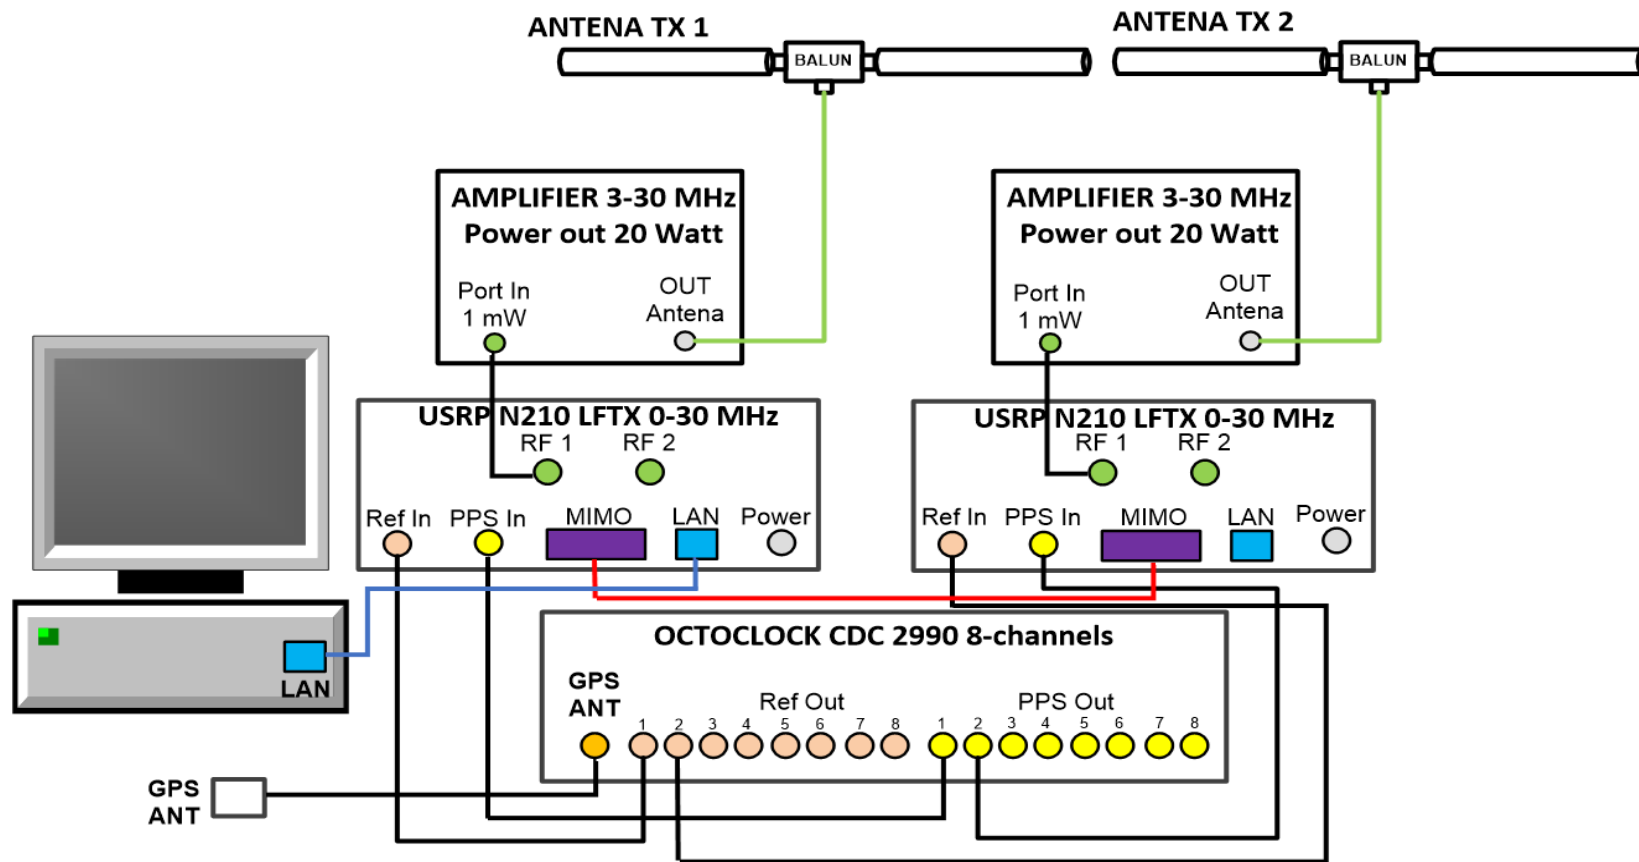 ANTENA TX 1
ANTENA TX 2
BALUN
BALUN
AMPLIFIER 3-30 MHz
Power out 20 Watt
Port In
1 mW
OUT
Antena
AMPLIFIER 3-30 MHz
Power out 20 Watt
Port In
1 mW
OUT
Antena
USRP N210 LFTX 0-30 MHz
RF 1
RF 2
Ref In
PPS In
MIMO
LAN
Power
USRP N210 LFTX 0-30 MHz
RF 1
RF 2
Ref In
PPS In
MIMO
LAN
Power
LAN
OCTOCLOCK CDC 2990 8-channels
GPS
ANT
Ref Out
1 2 3 4 5 6 7 8
PPS Out
1 2 3 4 5 6 7 8
GPS
ANT